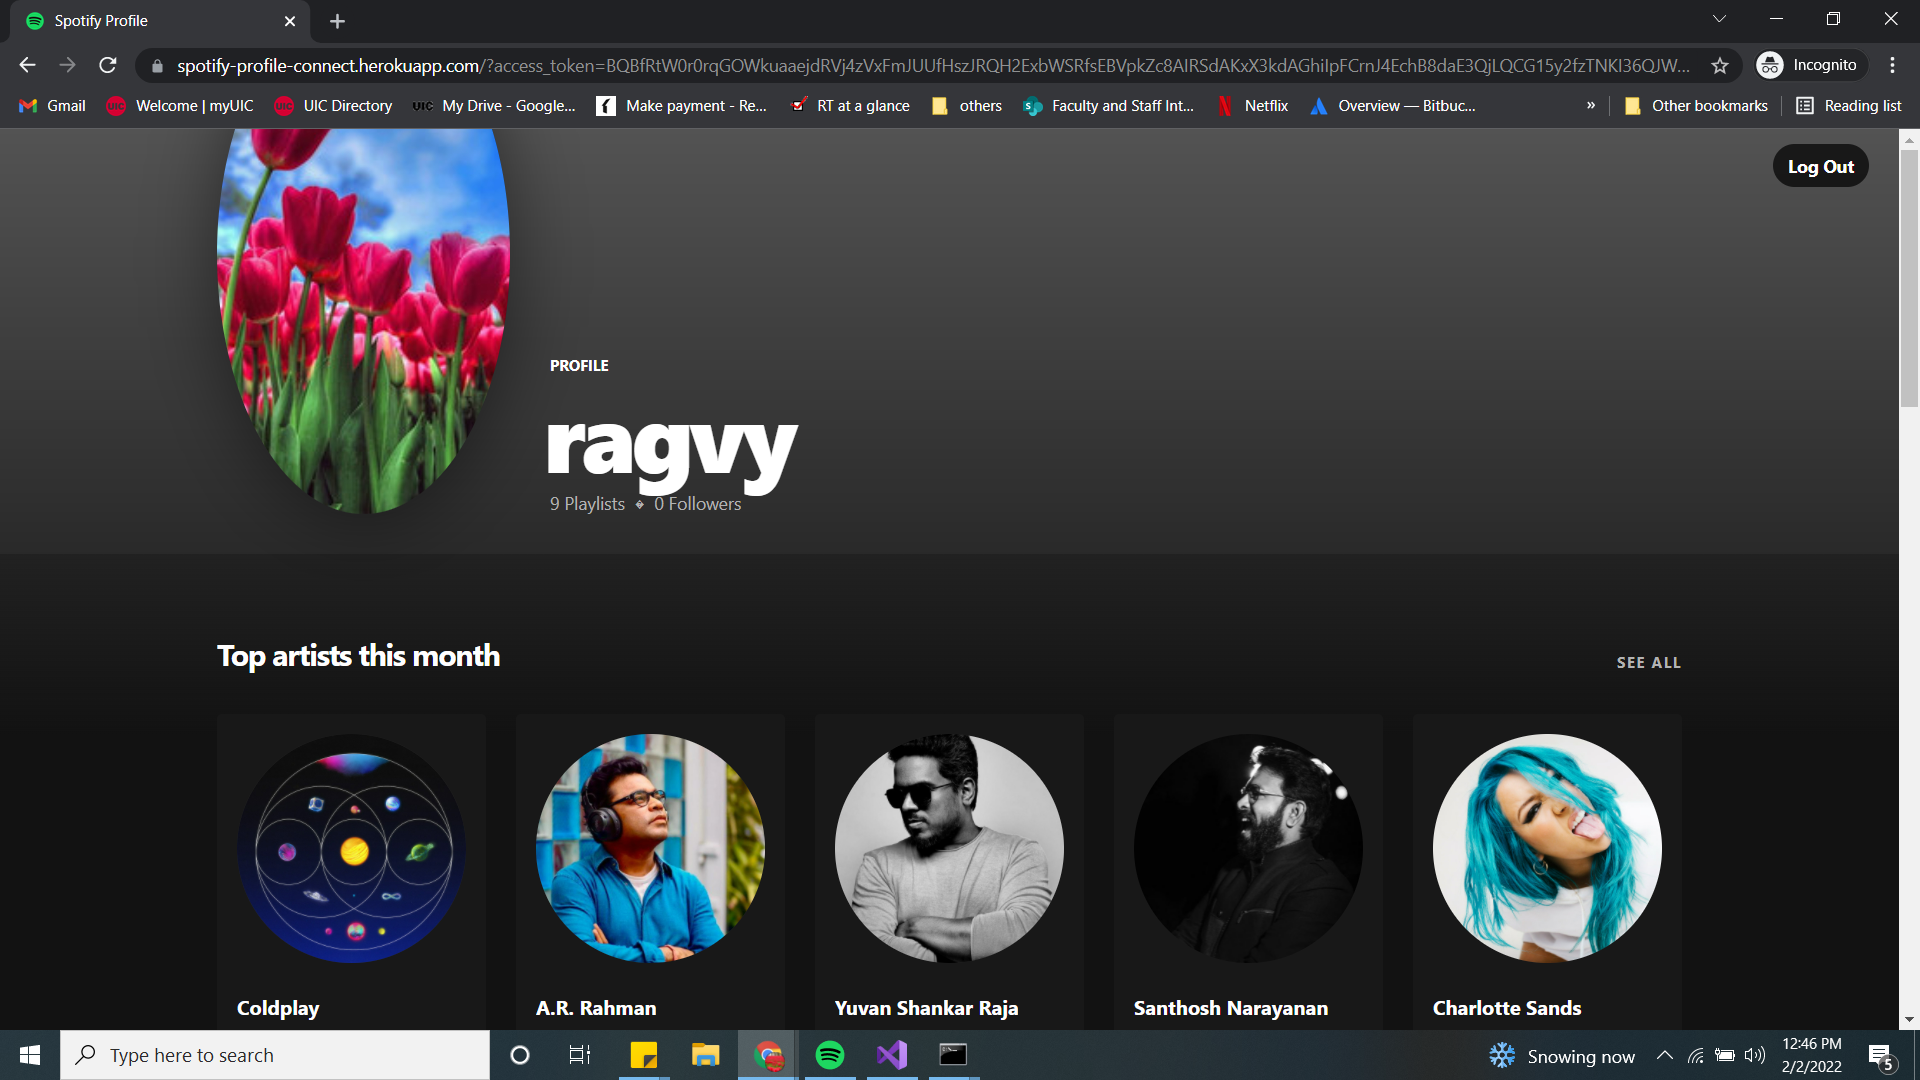 Spotify Profile
spotify-profile-connect.herokuapp.com/?access_token=
Incognito
Gmail
Welcome | myUIC
UIC Directory
My Drive - Google...
Make payment - Re...
RT at a glance
others
Faculty and Staff Int...
Netflix
Overview — Bitbuc...
»
Other bookmarks
Reading list
Log Out
PROFILE
ragvy
9 Playlists � 0 Followers
Top artists this month
SEE ALL
Coldplay
A.R. Rahman
Yuvan Shankar Raja
Santhosh Narayanan
Charlotte Sands
Type here to search
Snowing now
12:46 PM
2/2/2022
5